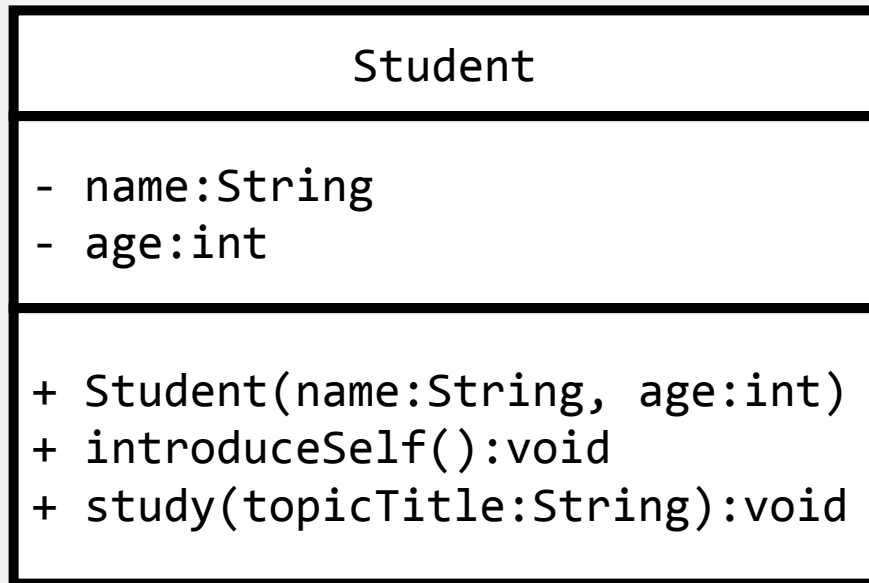 Student
- name:String
- age:int
+ Student(name:String, age:int)
+ introduceSelf():void
+ study(topicTitle:String):void